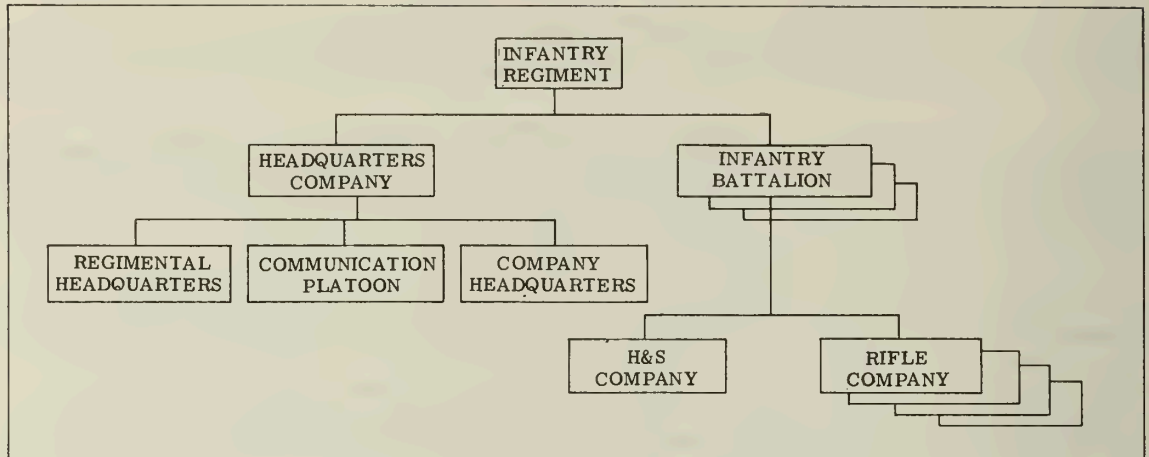 INFANTRY
REGIMENT
HEADQUARTERS
COMPANY
INFANTRY
BATTALION
REGIMENTAL
HEADQUARTERS
COMMUNICATION
PLATOON
COMPANY
HEADQUARTERS
H&S
COMPANY
RIFLE
COMPANY